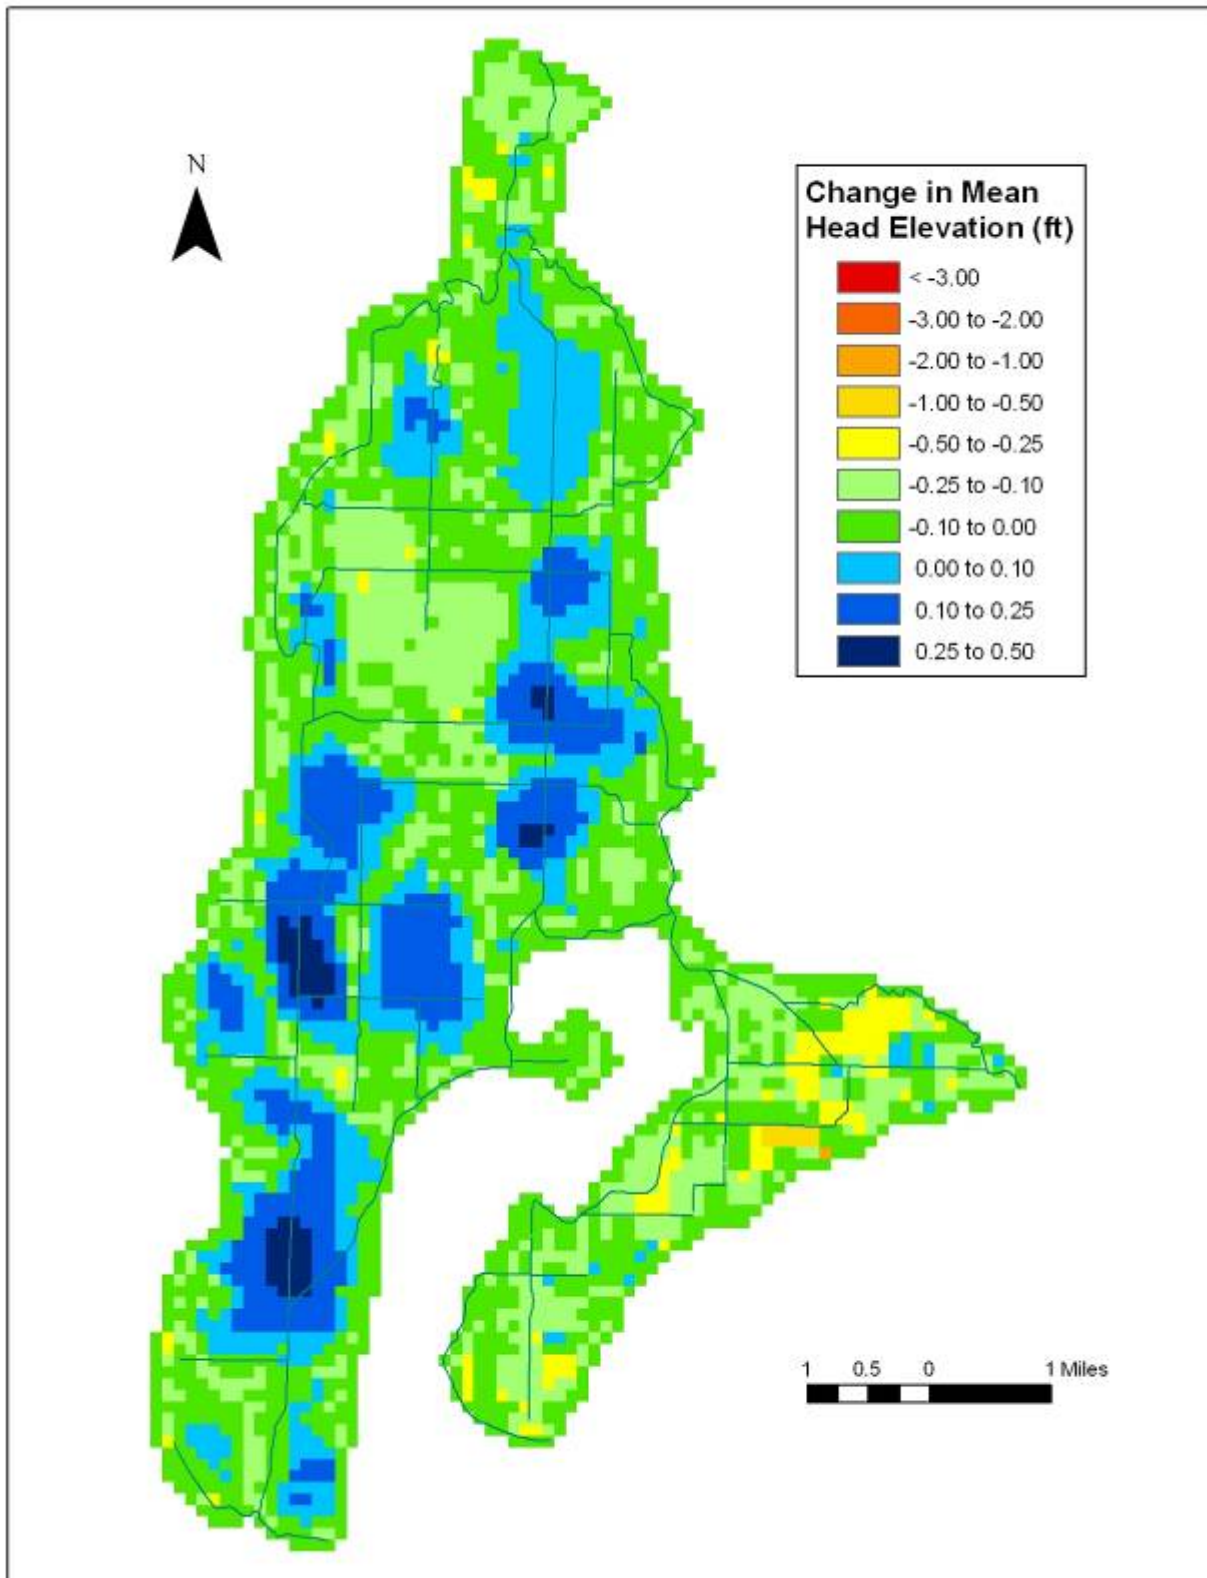 N
Change in Mean
Head Elevation (ft)
< -3.00
-3.00 to -2.00
-2.00 to -1.00
-1.00 to -0.50
-0.50 to -0.25
-0.25 to -0.10
-0.10 to 0.00
0.00 to 0.10
0.10 to 0.25
0.25 to 0.50
1 0.5 0 1 Miles